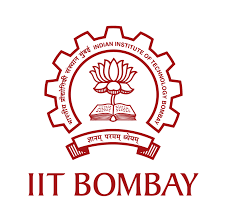 भारतीय प्रौद्योगिकी संस्थान मुंबई
INDIAN INSTITUTE OF TECHNOLOGY BOMBAY
ज्ञानम् परमम् ध्येयम्
IIT BOMBAY